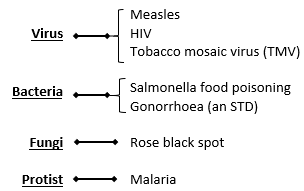 Measles
Virus HIV
Tobacco mosaic virus (TMV)
Salmonella food poisoning
Bacteria
Gonorrhoea (an STD)
Fungi Rose black spot
Protist Malaria